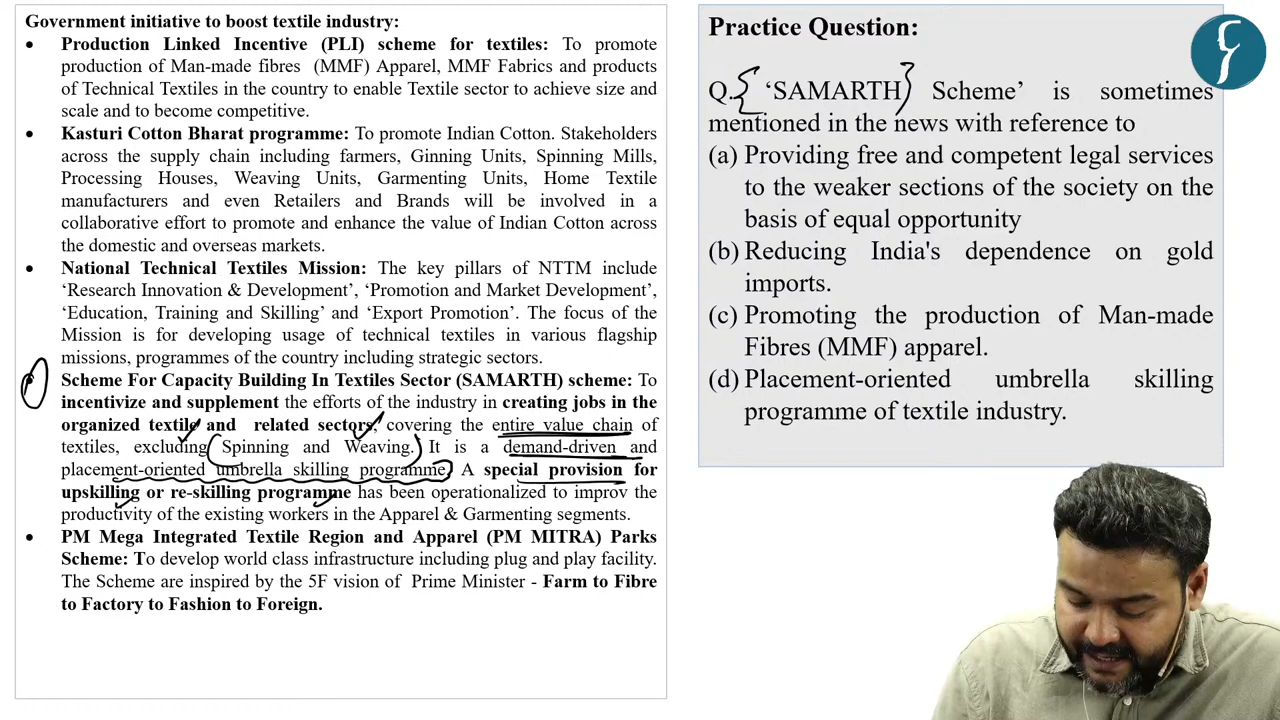 Government initiative to boost textile industry:
• Production Linked Incentive (PLI) scheme for textiles: To promote
production of Man-made fibres (MMF) Apparel, MMF Fabrics and products
of Technical Textiles in the country to enable Textile sector to achieve size and
scale and to become competitive.
• Kasturi Cotton Bharat programme: To promote Indian Cotton. Stakeholders
across the supply chain including farmers, Ginning Units, Spinning Mills,
Processing Houses, Weaving Units, Garmenting Units, Home Textile
manufacturers and even Retailers and Brands will be involved in a
collaborative effort to promote and enhance the value of Indian Cotton across
the domestic and overseas markets.
• National Technical Textiles Mission: The key pillars of NTTM include
‘Research Innovation & Development’, ‘Promotion and Market Development’,
‘Education, Training and Skilling’ and ‘Export Promotion’. The focus of the
Mission is for developing usage of technical textiles in various flagship
missions, programmes of the country including strategic sectors.
• Scheme For Capacity Building In Textiles Sector (SAMARTH) scheme: To
incentivize and supplement the efforts of the industry in creating jobs in the
organized textile and related sectors, covering the entire value chain of
textiles, excluding Spinning and Weaving. It is a demand-driven and
placement-oriented umbrella skilling programme. A special provision for
upskilling or re-skilling programme has been operationalized to improv the
productivity of the existing workers in the Apparel & Garmenting segments.
• PM Mega Integrated Textile Region and Apparel (PM MITRA) Parks
Scheme: To develop world class infrastructure including plug and play facility.
The Scheme are inspired by the 5F vision of Prime Minister - Farm to Fibre
to Factory to Fashion to Foreign.
Practice Question:
Q. ‘SAMARTH Scheme’ is sometimes
mentioned in the news with reference to
(a) Providing free and competent legal services
to the weaker sections of the society on the
basis of equal opportunity
(b) Reducing India's dependence on gold
imports.
(c) Promoting the production of Man-made
Fibres (MMF) apparel.
(d) Placement-oriented umbrella skilling
programme of textile industry.